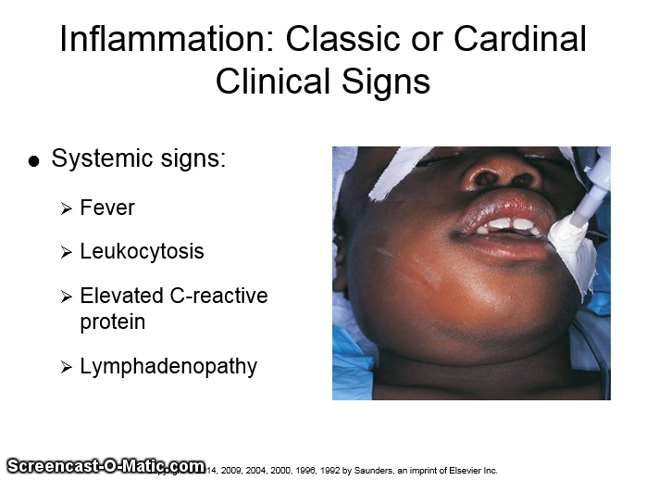 Inflammation: Classic or Cardinal
Clinical Signs
Systemic signs:
Fever
Leukocytosis
Elevated C-reactive
protein
Lymphadenopathy
Screencast-O-Matic.com
14, 2009, 2004, 2000, 1996, 1992 by Saunders, an imprint of Elsevier Inc.